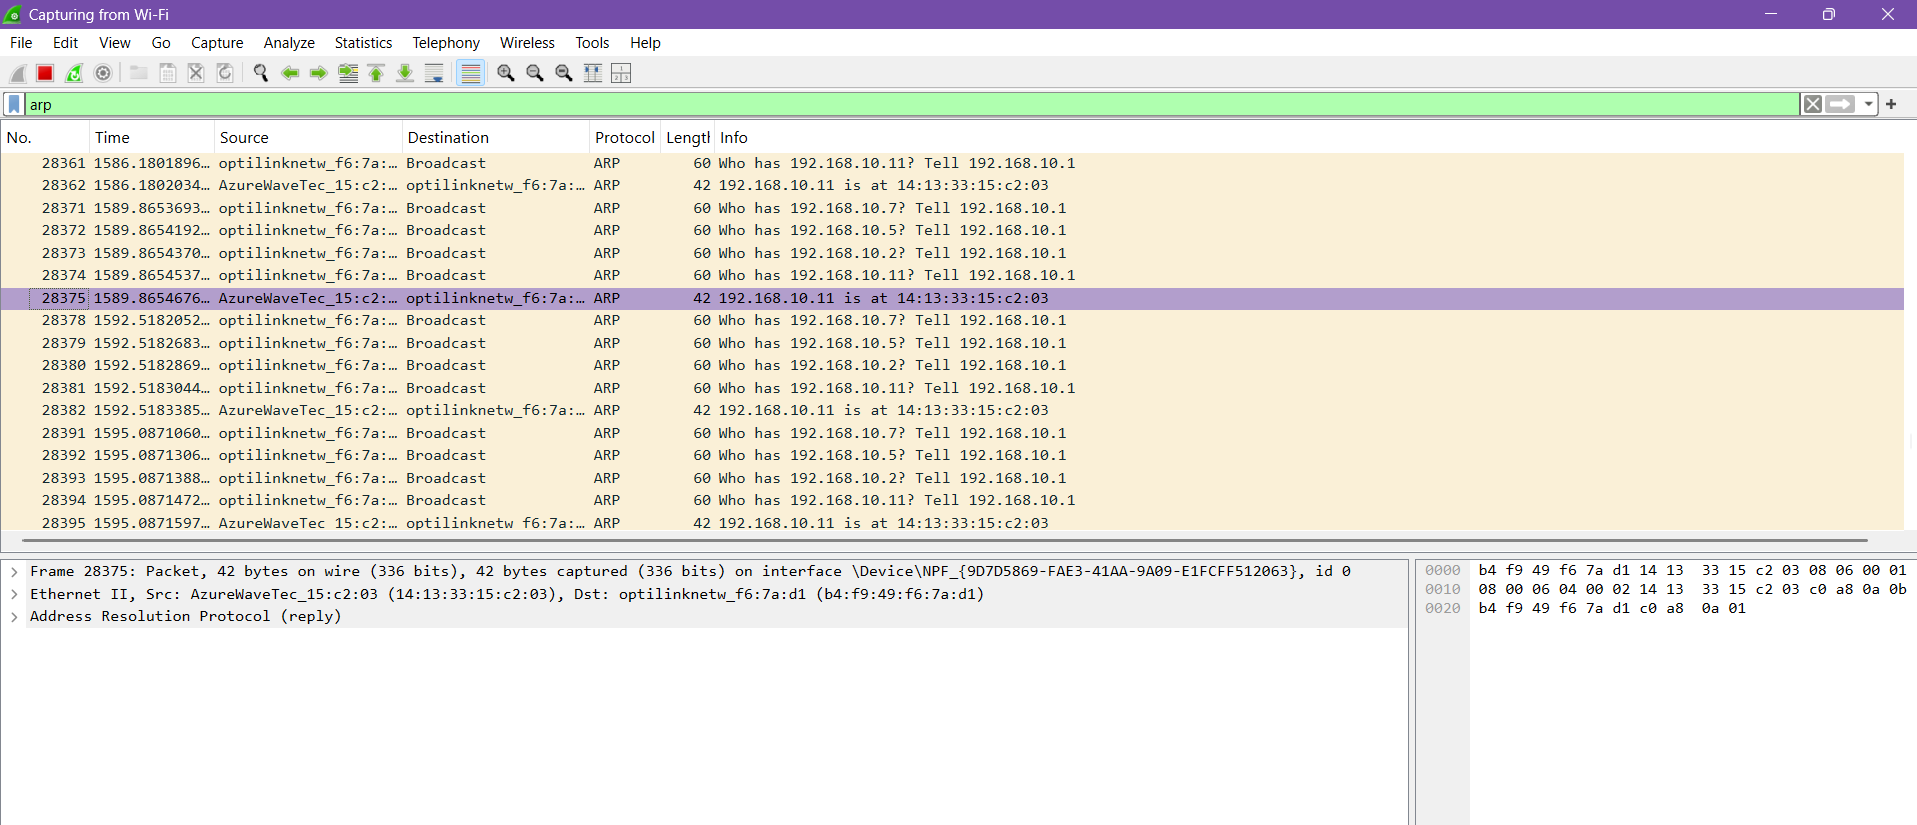 Capturing from Wi-Fi
File Edit View Go Capture Analyze Statistics Telephony Wireless Tools Help
arp
No. Time Source Destination Protocol Length Info
28361 1586.1801896… optilinknetw_f6:7a:… Broadcast ARP 60 Who has 192.168.10.11? Tell 192.168.10.1
28362 1586.1802034… AzureWaveTec_15:c2:… optilinknetw_f6:7a:… ARP 42 192.168.10.11 is at 14:13:33:15:c2:03
28371 1589.8653693… optilinknetw_f6:7a:… Broadcast ARP 60 Who has 192.168.10.7? Tell 192.168.10.1
28372 1589.8654192… optilinknetw_f6:7a:… Broadcast ARP 60 Who has 192.168.10.5? Tell 192.168.10.1
28373 1589.8654370… optilinknetw_f6:7a:… Broadcast ARP 60 Who has 192.168.10.2? Tell 192.168.10.1
28374 1589.8654537… optilinknetw_f6:7a:… Broadcast ARP 60 Who has 192.168.10.11? Tell 192.168.10.1
28375 1589.8654676… AzureWaveTec_15:c2:… optilinknetw_f6:7a:… ARP 42 192.168.10.11 is at 14:13:33:15:c2:03
28378 1592.5182052… optilinknetw_f6:7a:… Broadcast ARP 60 Who has 192.168.10.7? Tell 192.168.10.1
28379 1592.5182683… optilinknetw_f6:7a:… Broadcast ARP 60 Who has 192.168.10.5? Tell 192.168.10.1
28380 1592.5182869… optilinknetw_f6:7a:… Broadcast ARP 60 Who has 192.168.10.2? Tell 192.168.10.1
28381 1592.5183044… optilinknetw_f6:7a:… Broadcast ARP 60 Who has 192.168.10.11? Tell 192.168.10.1
28382 1592.5183385… AzureWaveTec_15:c2:… optilinknetw_f6:7a:… ARP 42 192.168.10.11 is at 14:13:33:15:c2:03
28391 1595.0871060… optilinknetw_f6:7a:… Broadcast ARP 60 Who has 192.168.10.7? Tell 192.168.10.1
28392 1595.0871306… optilinknetw_f6:7a:… Broadcast ARP 60 Who has 192.168.10.5? Tell 192.168.10.1
28393 1595.0871388… optilinknetw_f6:7a:… Broadcast ARP 60 Who has 192.168.10.2? Tell 192.168.10.1
28394 1595.0871472… optilinknetw_f6:7a:… Broadcast ARP 60 Who has 192.168.10.11? Tell 192.168.10.1
28395 1595.0871597… AzureWaveTec_15:c2:… optilinknetw_f6:7a:… ARP 42 192.168.10.11 is at 14:13:33:15:c2:03
Frame 28375: Packet, 42 bytes on wire (336 bits), 42 bytes captured (336 bits) on interface \Device\NPF_{9D7D5869-FAE3-41AA-9A09-E1FCFF512063}, id 0
Ethernet II, Src: AzureWaveTec_15:c2:03 (14:13:33:15:c2:03), Dst: optilinknetw_f6:7a:d1 (b4:f9:49:f6:7a:d1)
Address Resolution Protocol (reply)
0000 b4 f9 49 f6 7a d1 14 13 33 15 c2 03 08 06 00 01
0010 08 00 06 04 00 02 14 13 33 15 c2 03 c0 a8 0a 0b
0020 b4 f9 49 f6 7a d1 c0 a8 0a 01